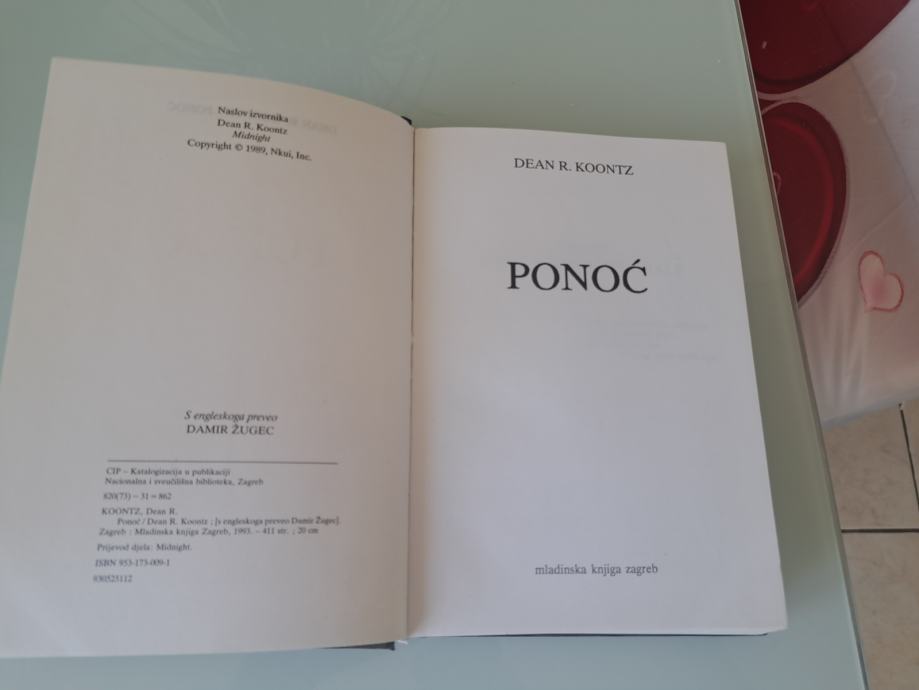 Naslov izvornika
Dean R. Koontz
Midnight
Copyright © 1989, Nkui, Inc.
S engleskoga preveo
DAMIR ŽUGEC
CIP – Katalogizacija u publikaciji
Nacionalna i sveučilišna biblioteka, Zagreb
820(73) – 31 = 862
KOONTZ, Dean R.
Ponoć / Dean R. Koontz ; [s engleskoga preveo Damir Žugec].
Zagreb : Mladinska knjiga Zagreb, 1993. – 411 str. ; 20 cm
Prijevod djela: Midnight.
ISBN 953-173-009-1
930523112
DEAN R. KOONTZ
PONOĆ
mladinska knjiga zagreb